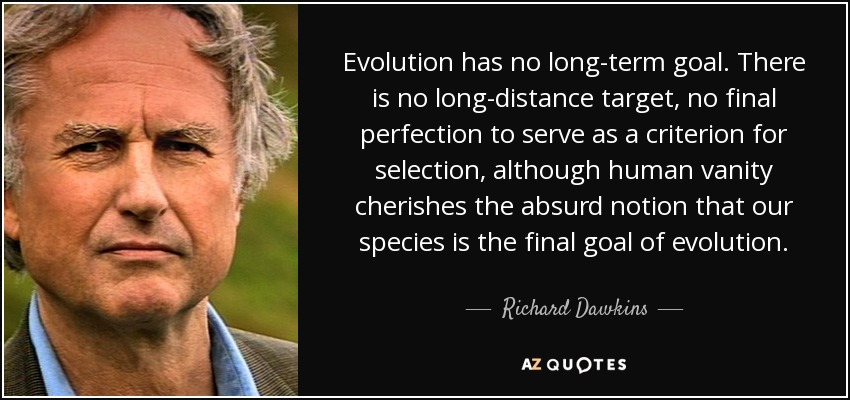 Evolution has no long-term goal. There
is no long-distance target, no final
perfection to serve as a criterion for
selection, although human vanity
cherishes the absurd notion that our
species is the final goal of evolution.
Richard Dawkins
AZ QUOTES